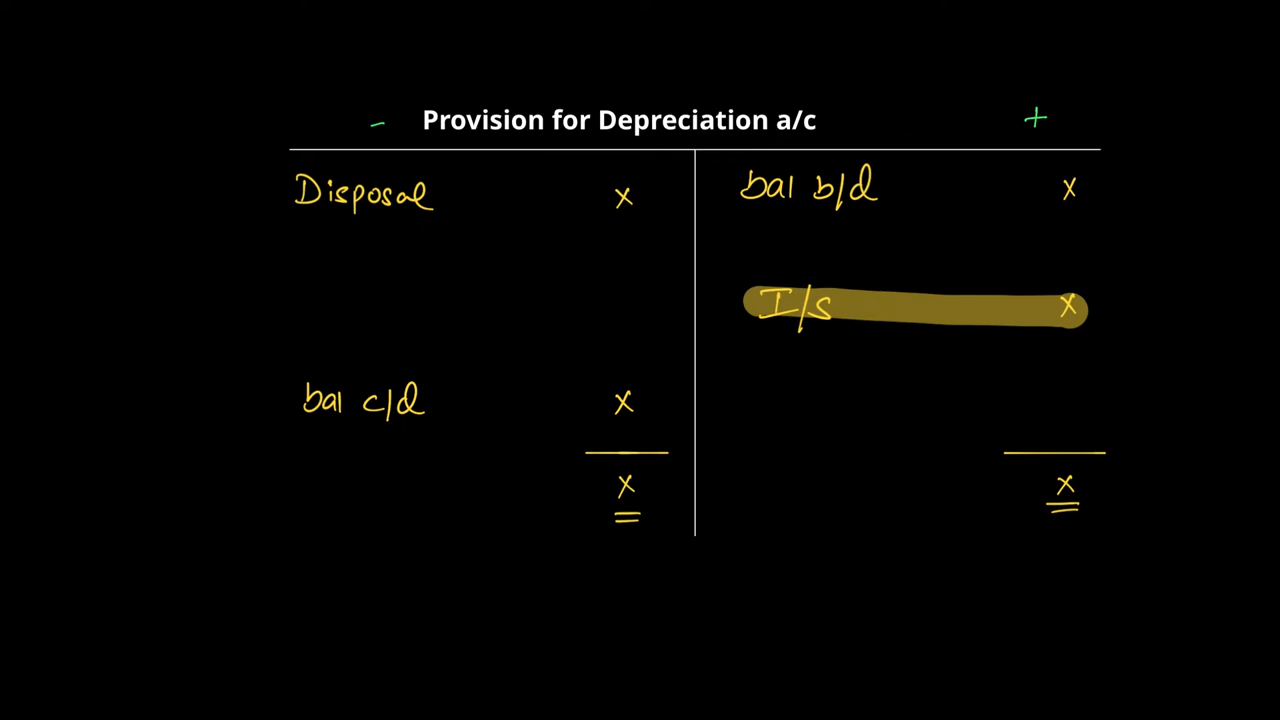 - Provision for Depreciation a/c +
Disposal x bal b/d x
I/S x
bal c/d x
x x